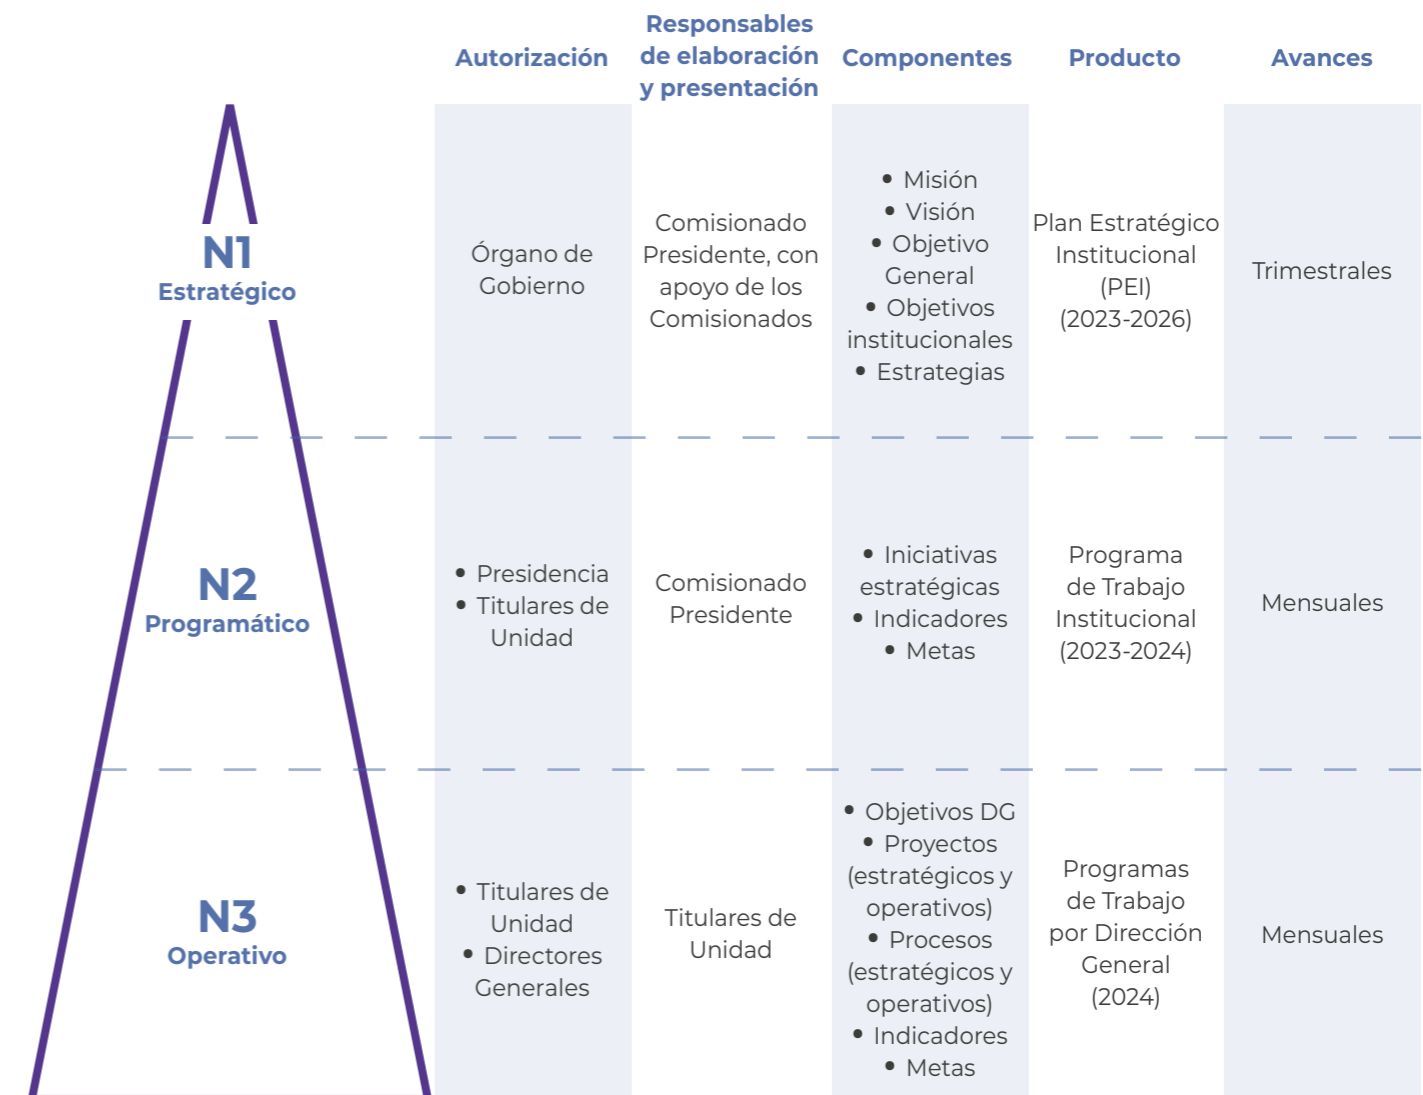 Autorización
Responsables
de elaboración
y presentación
Componentes
Producto
Avances
N1
Estratégico
Órgano de
Gobierno
Comisionado
Presidente, con
apoyo de los
Comisionados
• Misión
• Visión
• Objetivo
General
• Objetivos
institucionales
• Estrategias
Plan Estratégico
Institucional
(PEI)
(2023-2026)
Trimestrales
N2
Programático
• Presidencia
• Titulares de
Unidad
Comisionado
Presidente
• Iniciativas
estratégicas
• Indicadores
• Metas
Programa
de Trabajo
Institucional
(2023-2024)
Mensuales
N3
Operativo
• Titulares de
Unidad
• Directores
Generales
Titulares de
Unidad
• Objetivos DG
• Proyectos
(estratégicos y
operativos)
• Procesos
(estratégicos y
operativos)
• Indicadores
• Metas
Programas
de Trabajo
por Dirección
General
(2024)
Mensuales